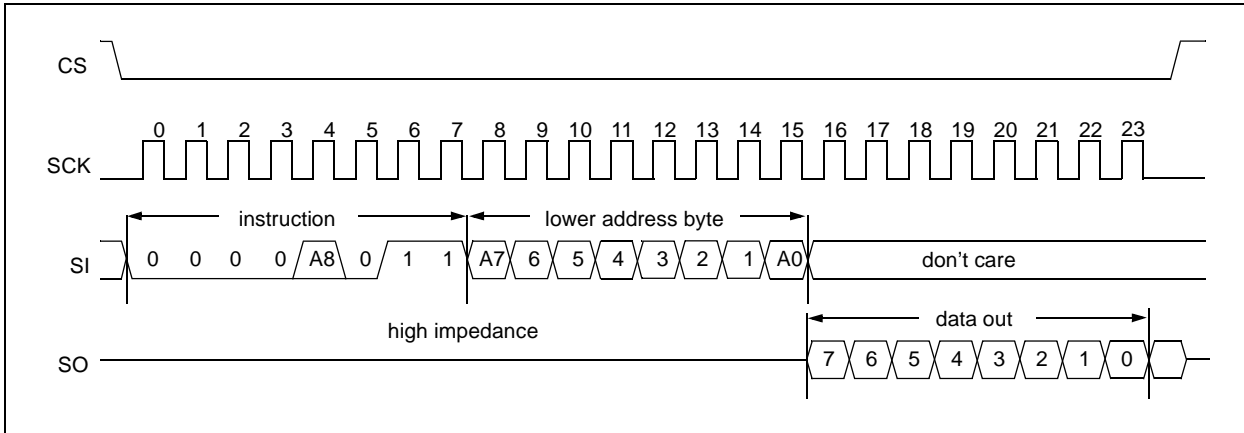 CS
0 1 2 3 4 5 6 7 8 9 10 11 12 13 14 15 16 17 18 19 20 21 22 23
SCK
instruction lower address byte
SI 0 0 0 0 A8 0 1 1 A7 6 5 4 3 2 1 A0 don't care
high impedance data out
SO 7 6 5 4 3 2 1 0